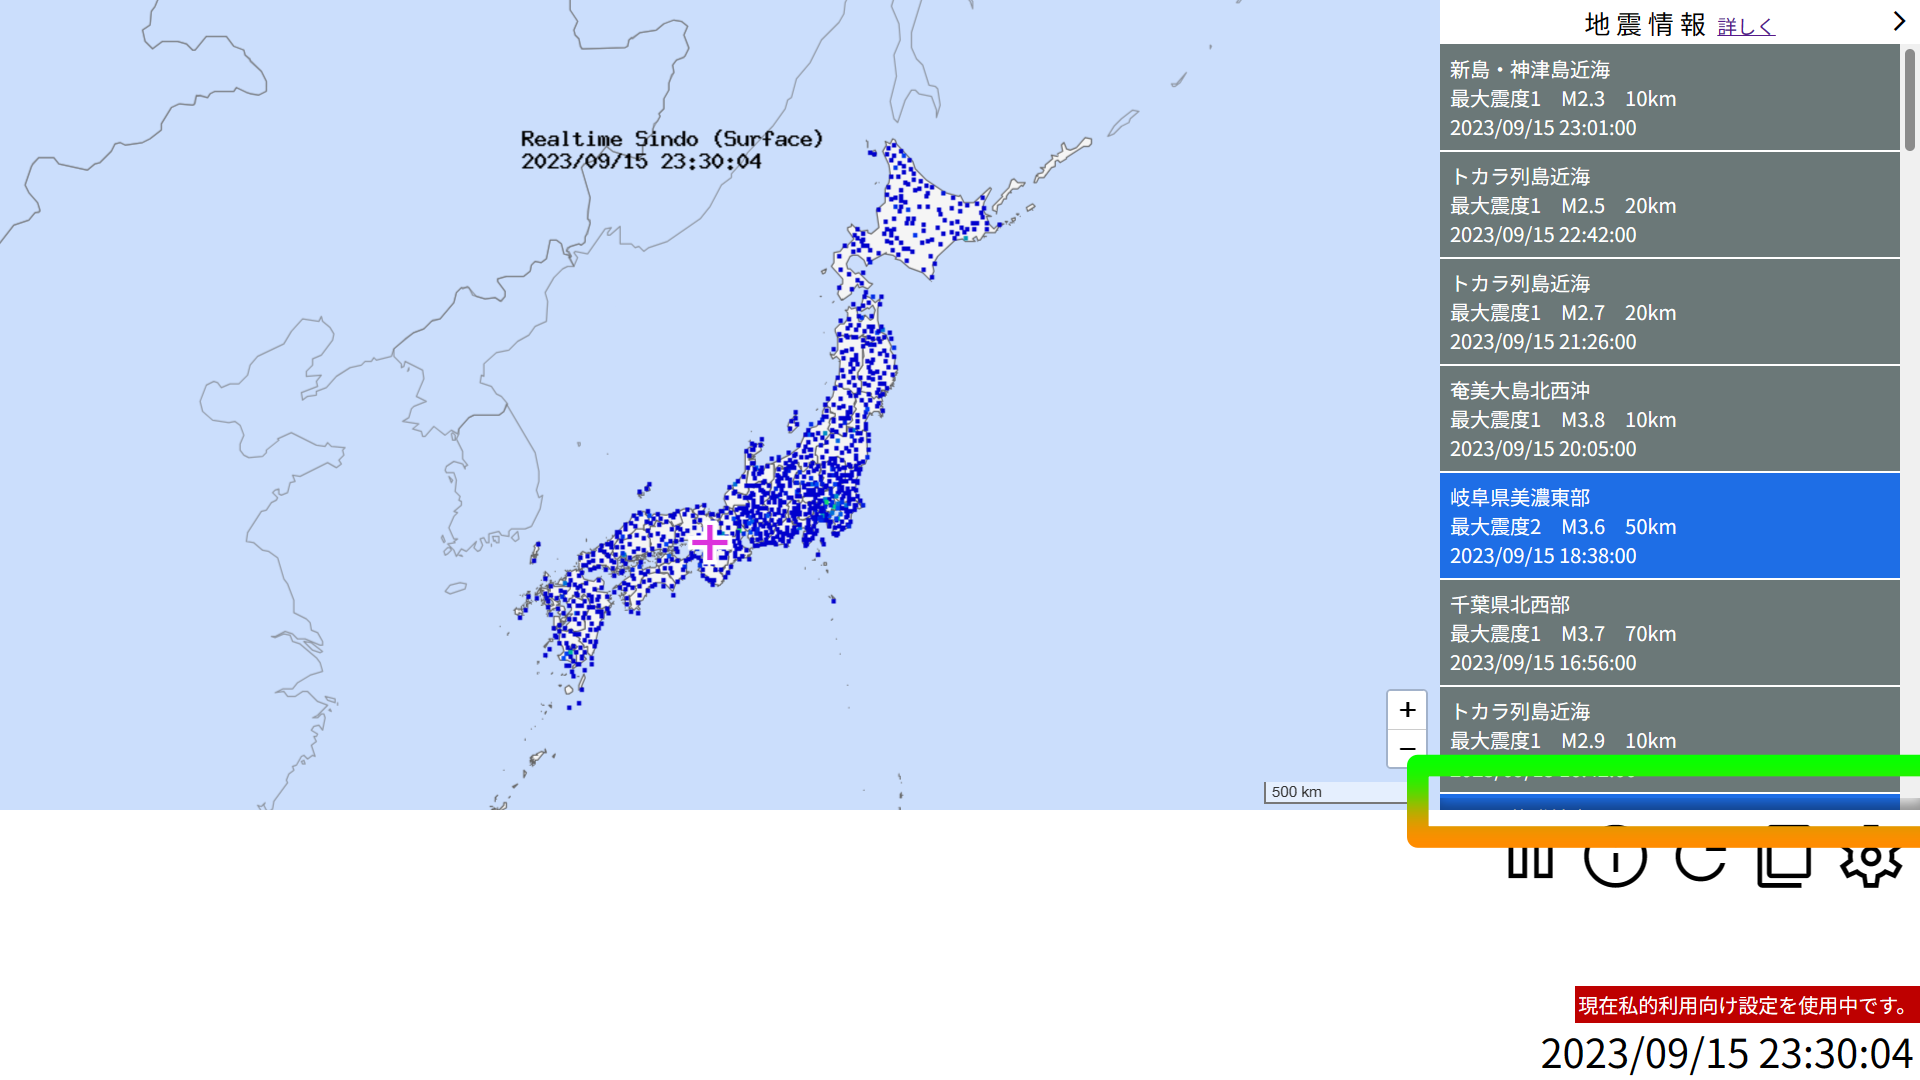 Realtime Sindo (Surface)
2023/09/15 23:30:04
+
−
500 km
地震情報 詳しく
新島・神津島近海
最大震度1 M2.3 10km
2023/09/15 23:01:00
トカラ列島近海
最大震度1 M2.5 20km
2023/09/15 22:42:00
トカラ列島近海
最大震度1 M2.7 20km
2023/09/15 21:26:00
奄美大島北西沖
最大震度1 M3.8 10km
2023/09/15 20:05:00
岐阜県美濃東部
最大震度2 M3.6 50km
2023/09/15 18:38:00
千葉県北西部
最大震度1 M3.7 70km
2023/09/15 16:56:00
トカラ列島近海
最大震度1 M2.9 10km
現在私的利用向け設定を使用中です。
2023/09/15 23:30:04